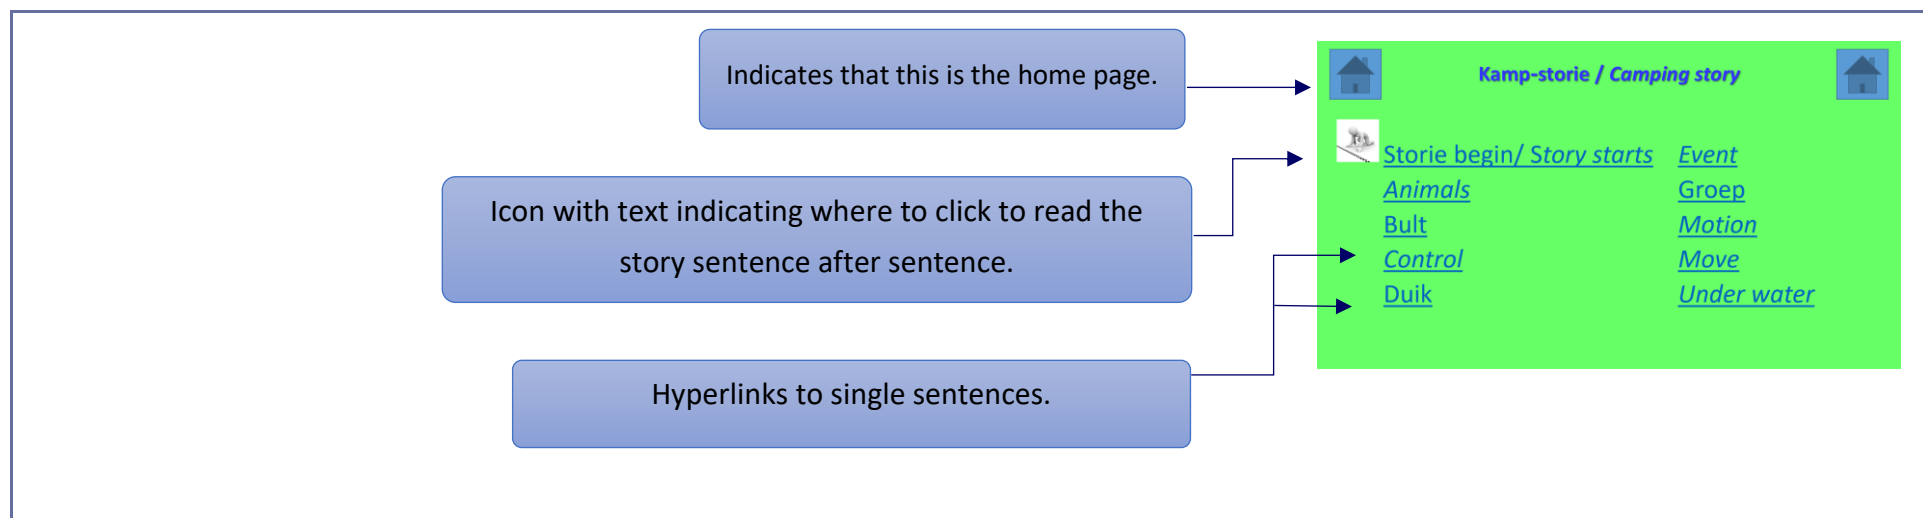 Indicates that this is the home page.
Icon with text indicating where to click to read the
story sentence after sentence.
Hyperlinks to single sentences.
Kamp-storie / Camping story
Storie begin/ Story starts
Animals
Bult
Control
Duik
Event
Groep
Motion
Move
Under water